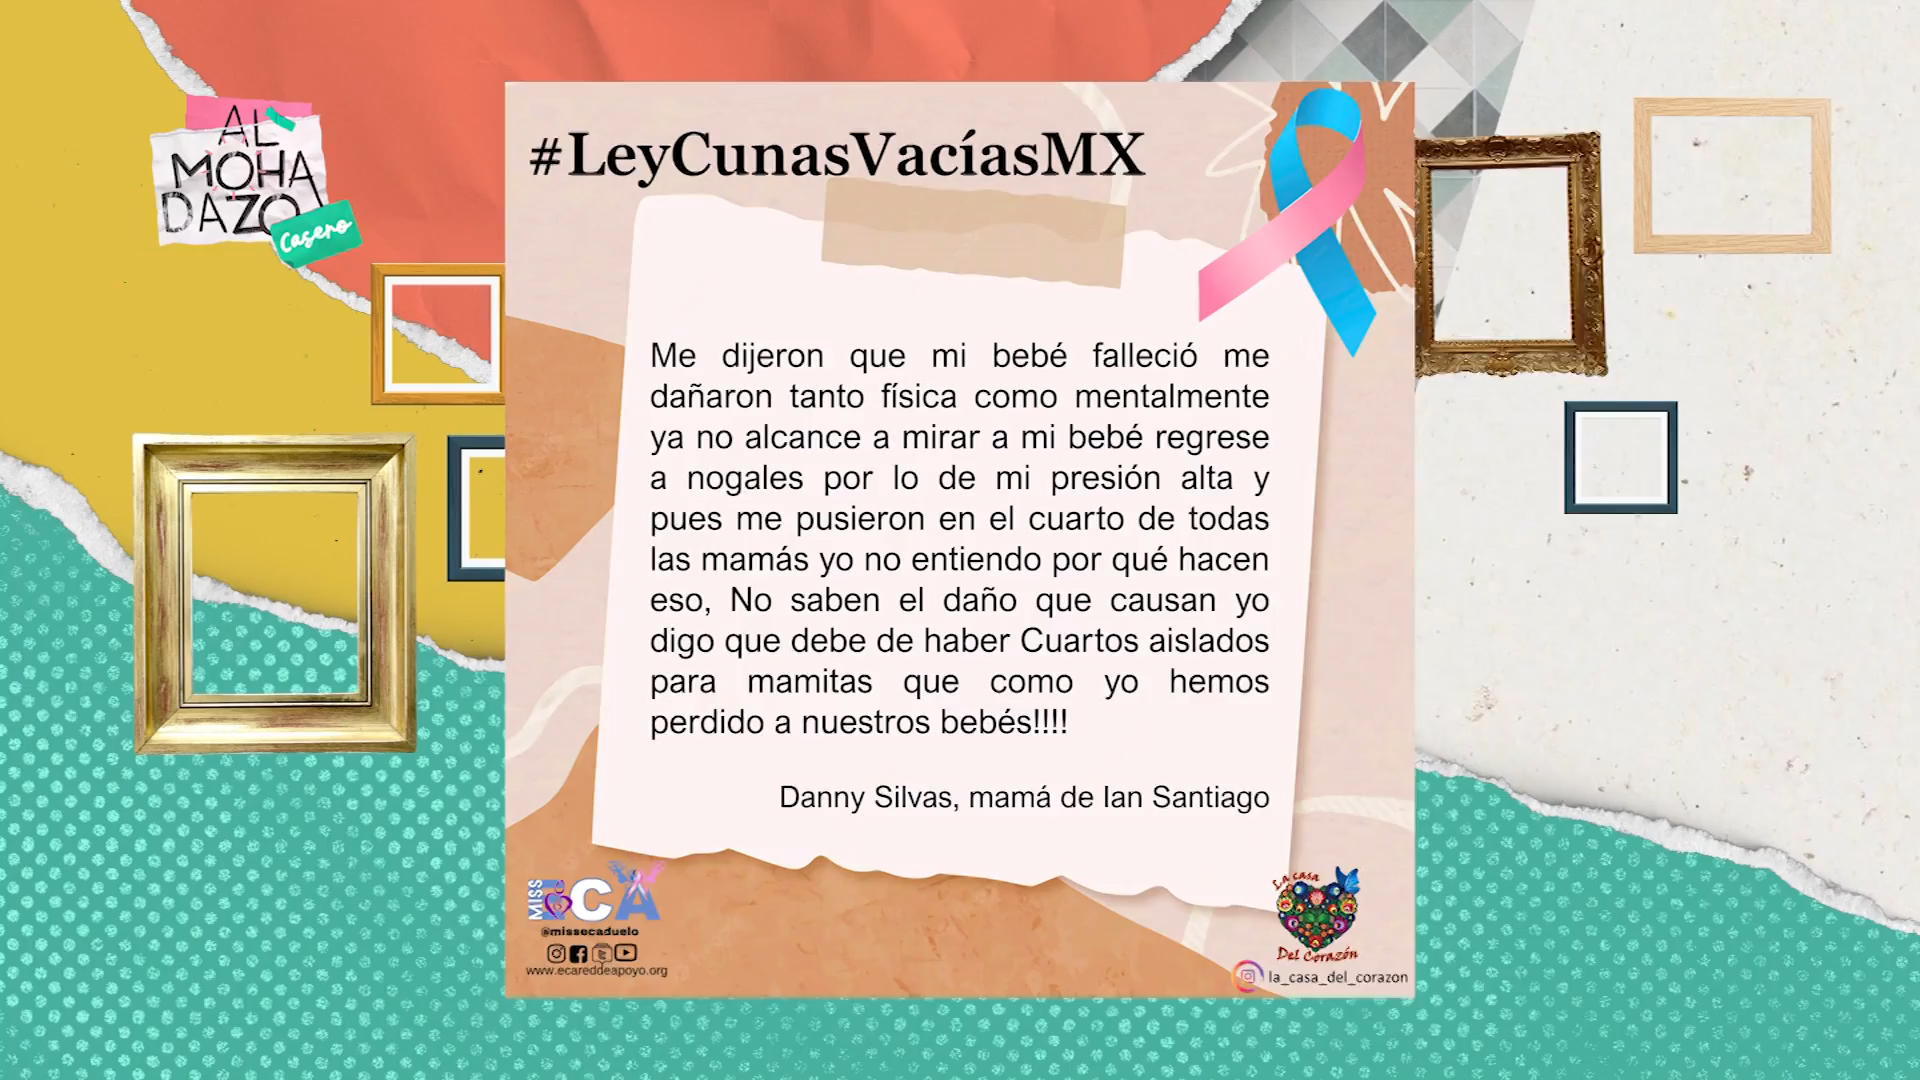 AL
MOHA
DAZO
Casero
#LeyCunasVacíasMX
Me dijeron que mi bebé falleció me
dañaron tanto física como mentalmente
ya no alcance a mirar a mi bebé regrese
a nogales por lo de mi presión alta y
pues me pusieron en el cuarto de todas
las mamás yo no entiendo por qué hacen
eso, No saben el daño que causan yo
digo que debe de haber Cuartos aislados
para mamitas que como yo hemos
perdido a nuestros bebés!!!!
Danny Silvas, mamá de Ian Santiago
MISS
ECA
@missecaduelo
www.ecareddeapoyo.org
La casa
Del Corazón
la_casa_del_corazon